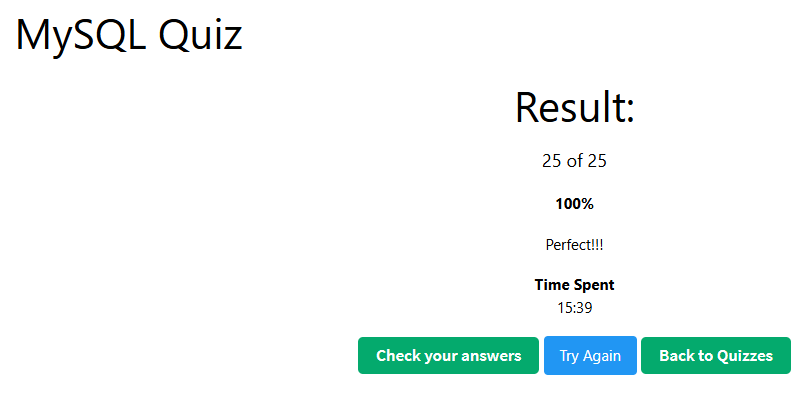 MySQL Quiz
Result:
25 of 25
100%
Perfect!!!
Time Spent
15:39
Check your answers Try Again Back to Quizzes